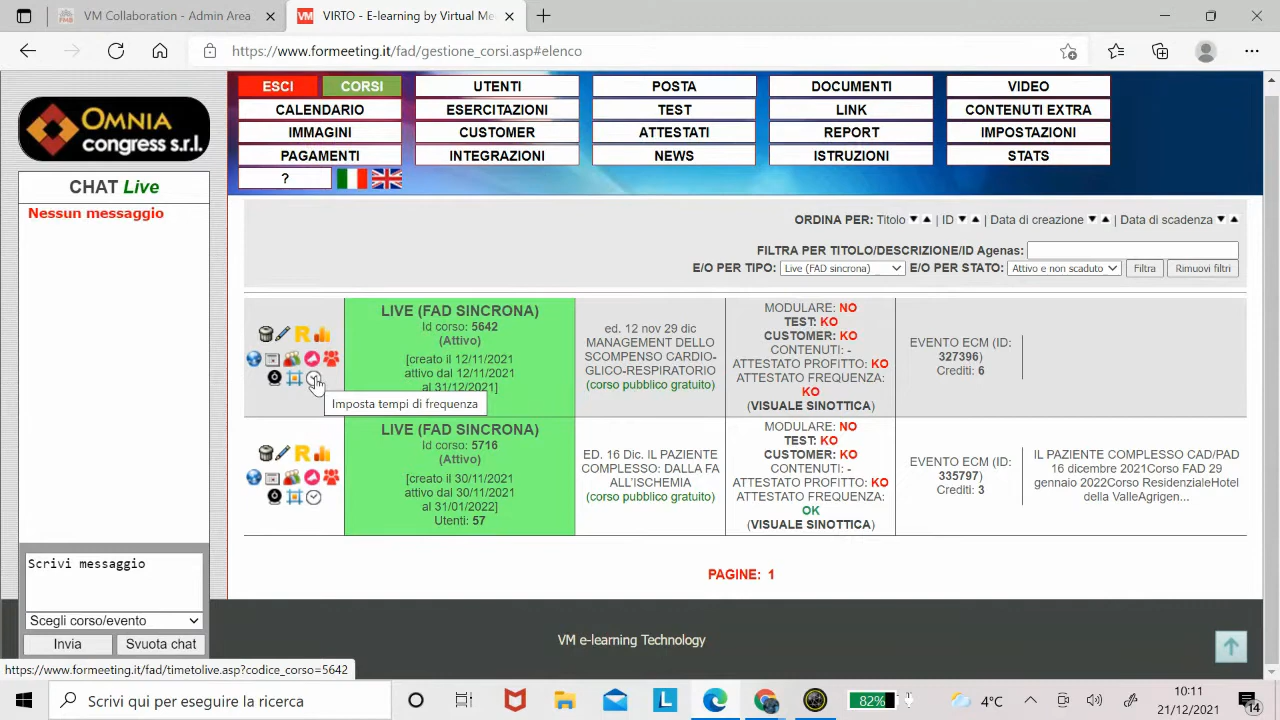 VM - e-Learning - Admin Area
VIRTO - E-learning by Virtual Me
https://www.formeeting.it/fad/gestione_corsi.asp#elenco
OMNIA
congress s.r.l.
ESCI
CORSI
UTENTI
POSTA
DOCUMENTI
VIDEO
CALENDARIO
ESERCITAZIONI
TEST
LINK
CONTENUTI EXTRA
IMMAGINI
CUSTOMER
ATTESTATI
REPORT
IMPOSTAZIONI
PAGAMENTI
INTEGRAZIONI
NEWS
ISTRUZIONI
STATS
?
CHAT Live
Nessun messaggio
ORDINA PER: Titolo ▼ ▲ | ID ▼ ▲ | Data di creazione ▼ ▲ | Data di scadenza ▼ ▲
FILTRA PER TITOLO/DESCRIZIONE/ID Agenas:
E/O PER TIPO: Live (FAD sincrona) E/O PER STATO: Attivo e non scaduto Filtra Rimuovi filtri
LIVE (FAD SINCRONA)
Id corso: 5642
(Attivo)
[creato il 12/11/2021
attivo dal 12/11/2021
al 31/12/2021]
Imposta tempi di frequenza
ed. 12 nov 29 dic
MANAGEMENT DELLO
SCOMPENSO CARDIO-
GLICO-RESPIRATORIO
(corso pubblico gratuito)
MODULARE: NO
TEST: KO
CUSTOMER: KO
CONTENUTI: -
ATTESTATO PROFITTO: KO
ATTESTATO FREQUENZA:
KO
(VISUALE SINOTTICA)
EVENTO ECM (ID:
327396)
Crediti: 6
LIVE (FAD SINCRONA)
Id corso: 5716
(Attivo)
[creato il 30/11/2021
attivo dal 30/11/2021
al 31/01/2022]
Utenti: 57
ED. 16 Dic. IL PAZIENTE
COMPLESSO: DALLA FA
ALL'ISCHEMIA
(corso pubblico gratuito)
MODULARE: NO
TEST: KO
CUSTOMER: KO
CONTENUTI: -
ATTESTATO PROFITTO: KO
ATTESTATO FREQUENZA:
OK
(VISUALE SINOTTICA)
EVENTO ECM (ID:
335797)
Crediti: 3
IL PAZIENTE COMPLESSO CAD/PAD
16 dicembre 2021Corso FAD 29
gennaio 2022Corso ResidenzialeHotel
della ValleAgrigen...
PAGINE: 1
Scrivi messaggio
Scegli corso/evento
Invia
Svuota chat
VM e-learning Technology
https://www.formeeting.it/fad/timetolive.asp?codice_corso=5642
Scrivi qui per eseguire la ricerca
82%
4°C
10:11
21/12/2021
14